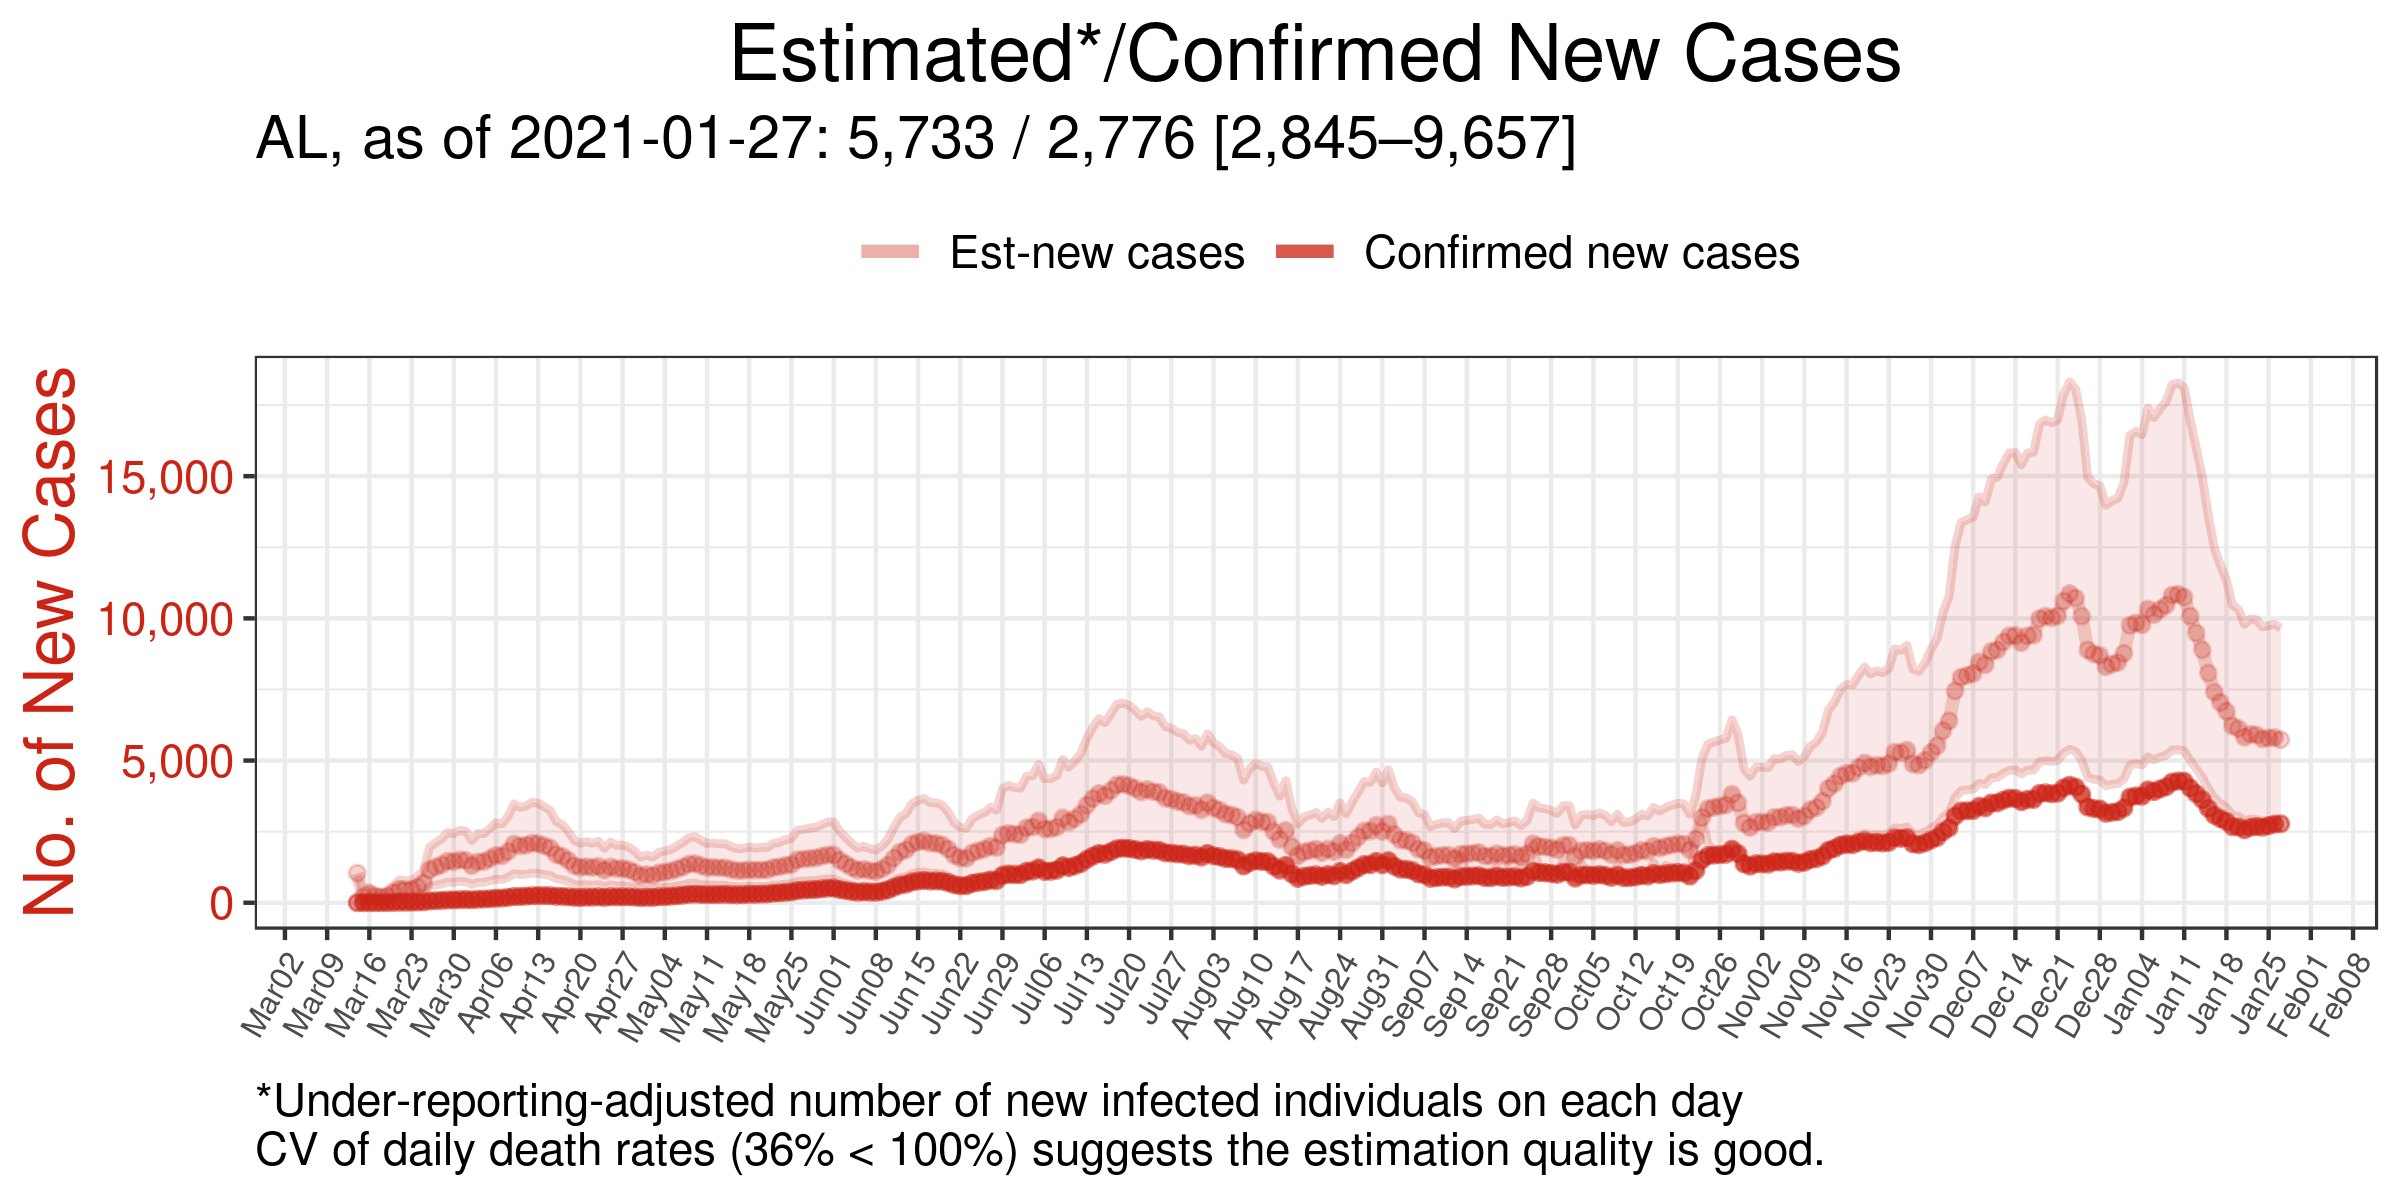 Estimated*/Confirmed New Cases
AL, as of 2021-01-27: 5,733 / 2,776 [2,845–9,657]
Est-new cases Confirmed new cases
No. of New Cases
15,000
10,000
5,000
0
Mar02 Mar09 Mar16 Mar23 Mar30 Apr06 Apr13 Apr20 Apr27 May04 May11 May18 May25 Jun01 Jun08 Jun15 Jun22 Jun29 Jul06 Jul13 Jul20 Jul27 Aug03 Aug10 Aug17 Aug24 Aug31 Sep07 Sep14 Sep21 Sep28 Oct05 Oct12 Oct19 Oct26 Nov02 Nov09 Nov16 Nov23 Nov30 Dec07 Dec14 Dec21 Dec28 Jan04 Jan11 Jan18 Jan25 Feb01 Feb08
*Under-reporting-adjusted number of new infected individuals on each day
CV of daily death rates (36% < 100%) suggests the estimation quality is good.